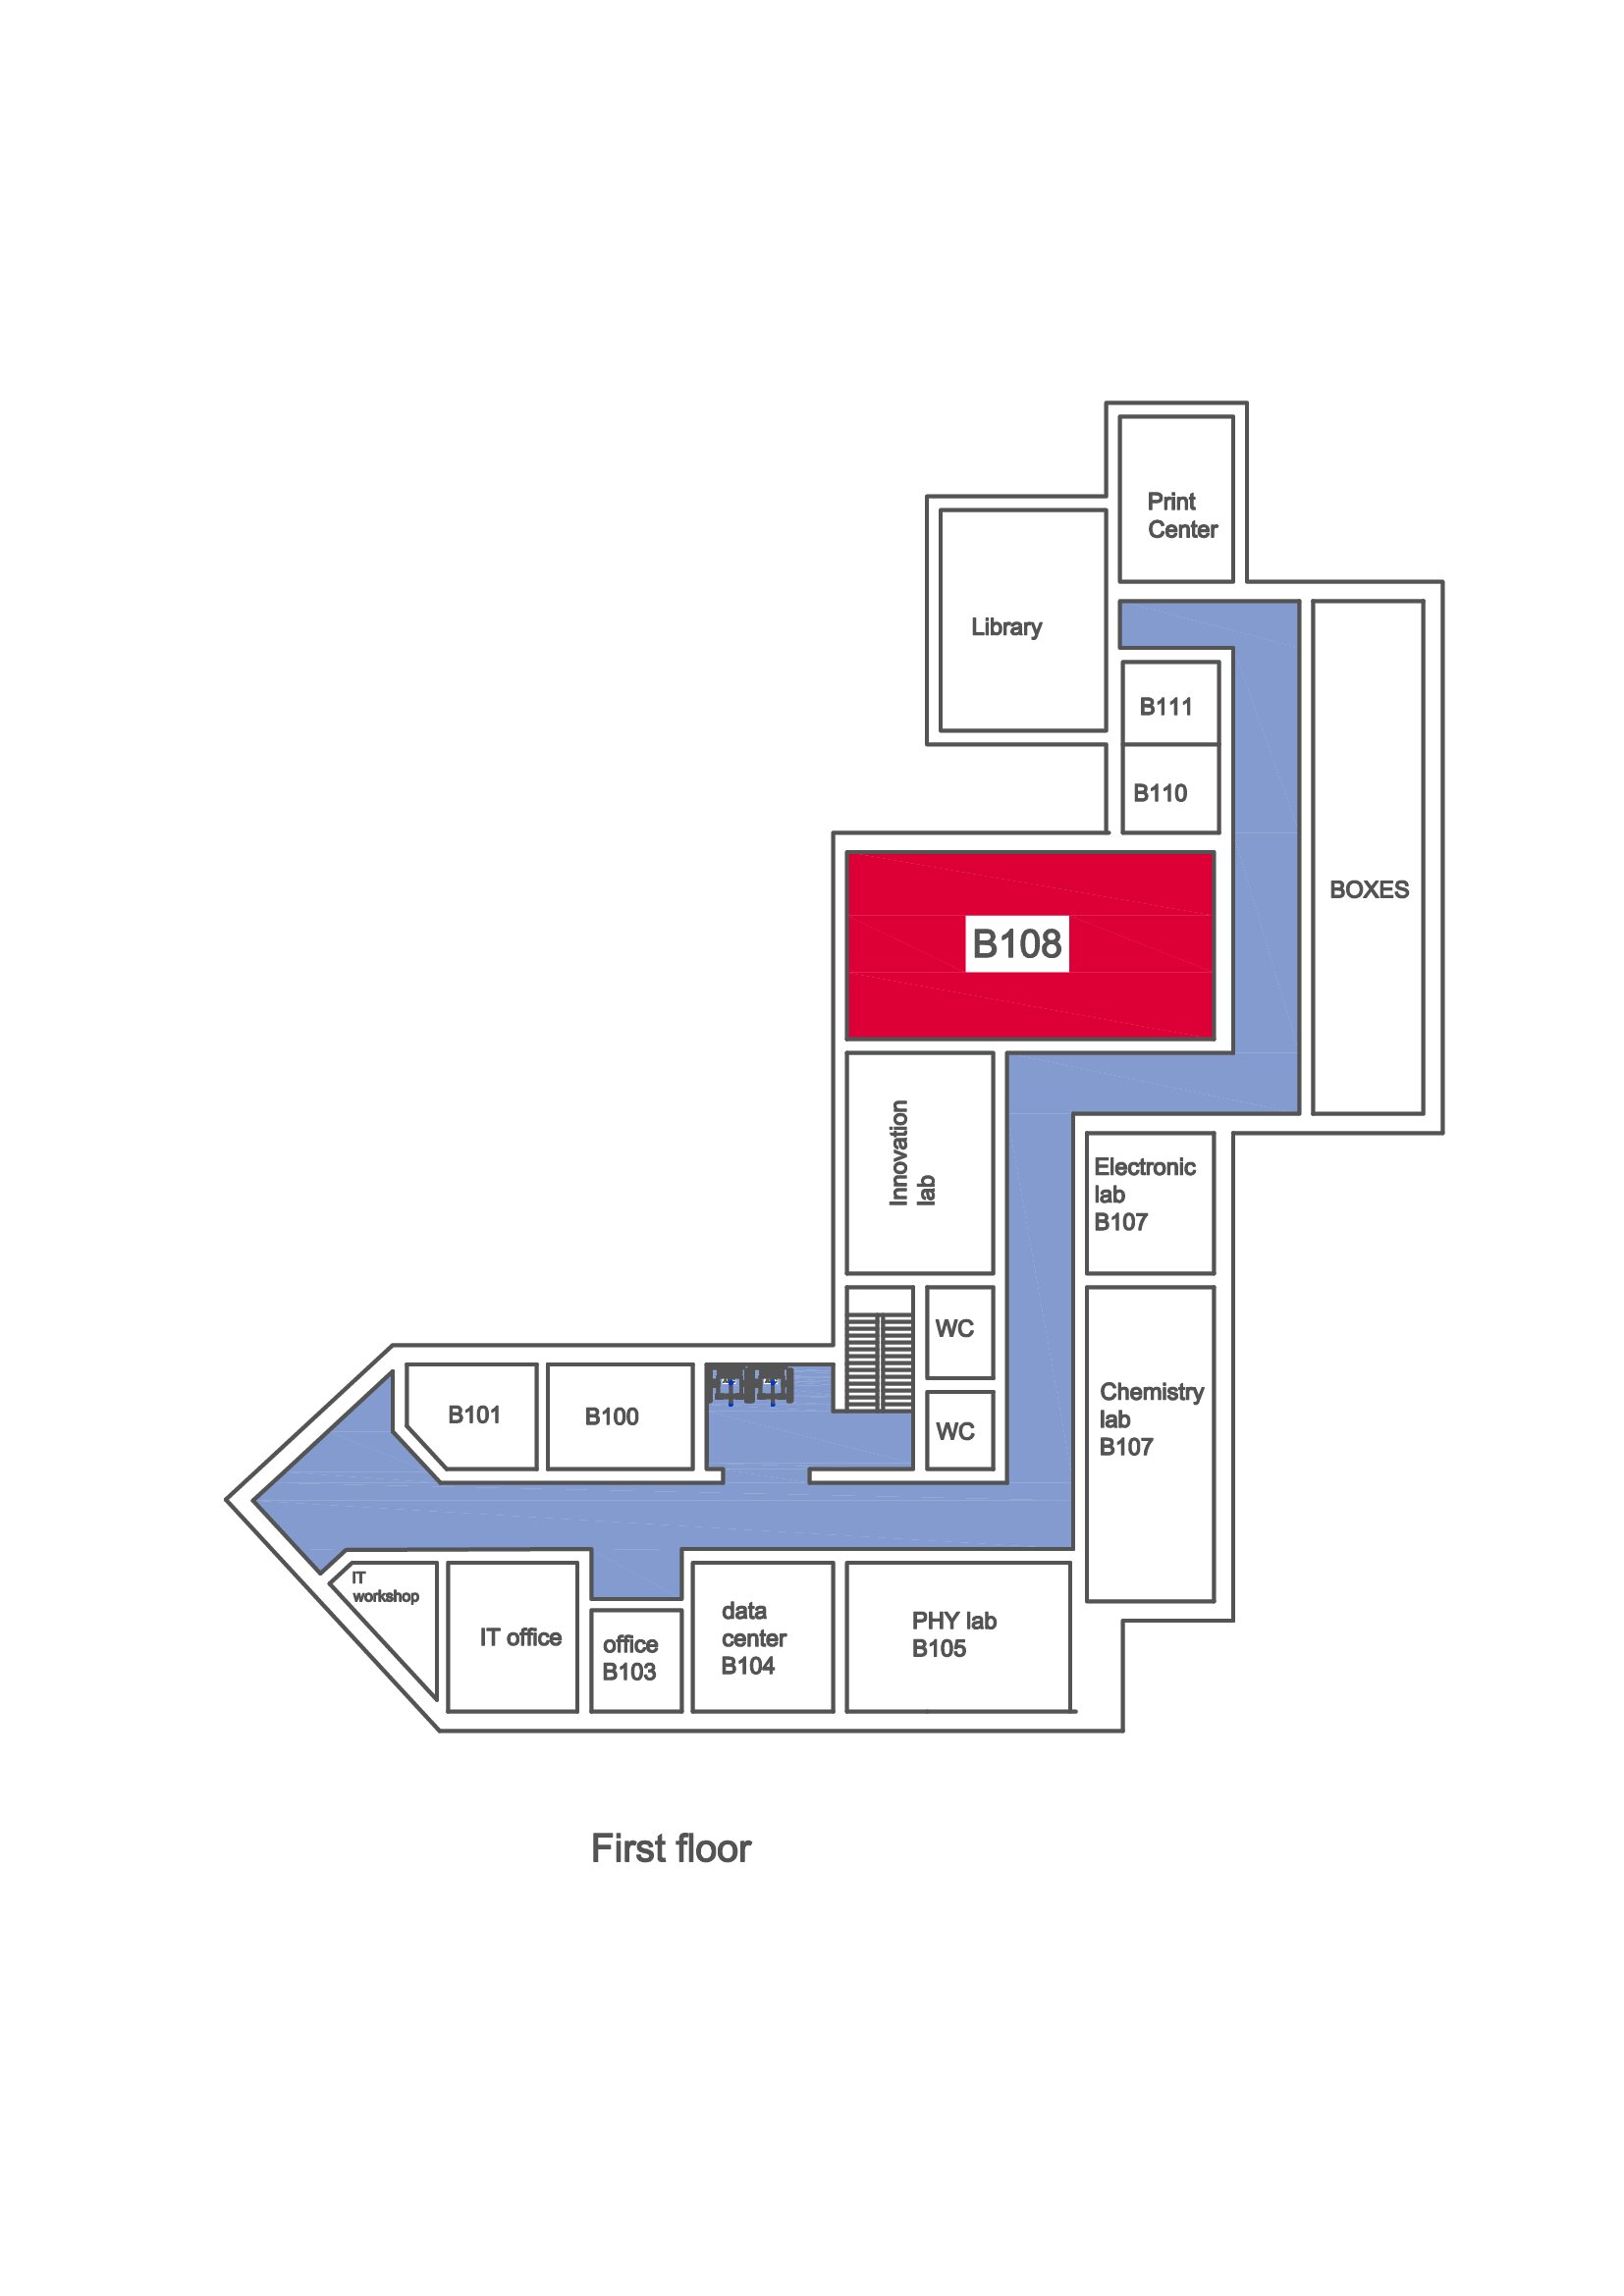 Print
Center
Library
B111
B110
BOXES
B108
Innovation
lab
Electronic
lab
B107
WC
Chemistry
lab
B107
B101
B100
WC
IT
workshop
IT office
office
B103
data
center
B104
PHY lab
B105
First floor